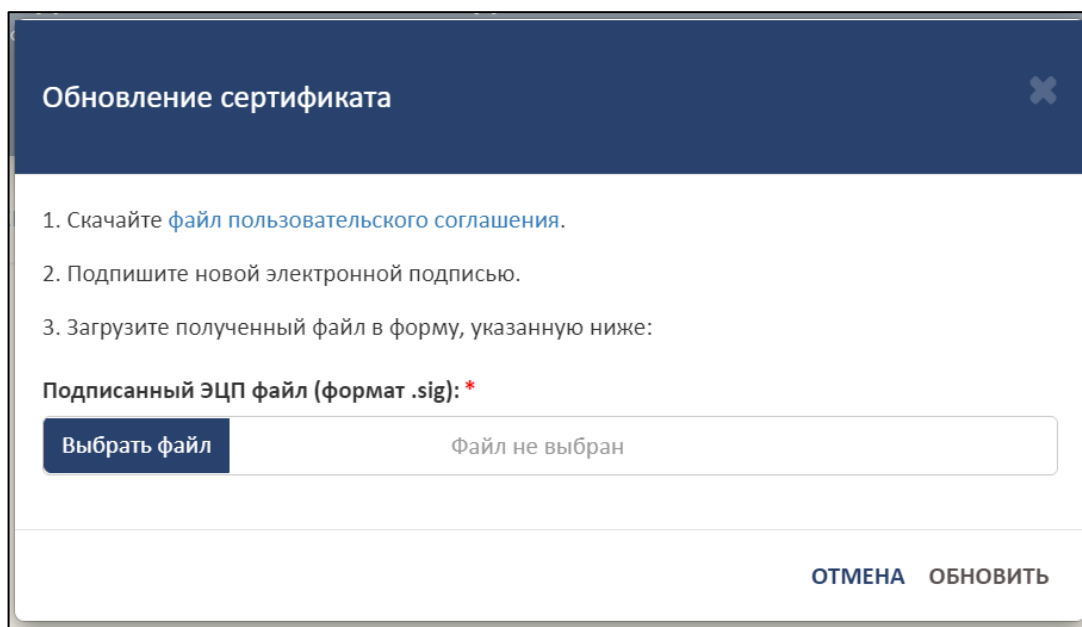 Обновление сертификата
1. Скачайте файл пользовательского соглашения.
2. Подпишите новой электронной подписью.
3. Загрузите полученный файл в форму, указанную ниже:
Подписанный ЭЦП файл (формат .sig): *
Выбрать файл Файл не выбран
ОТМЕНА ОБНОВИТЬ